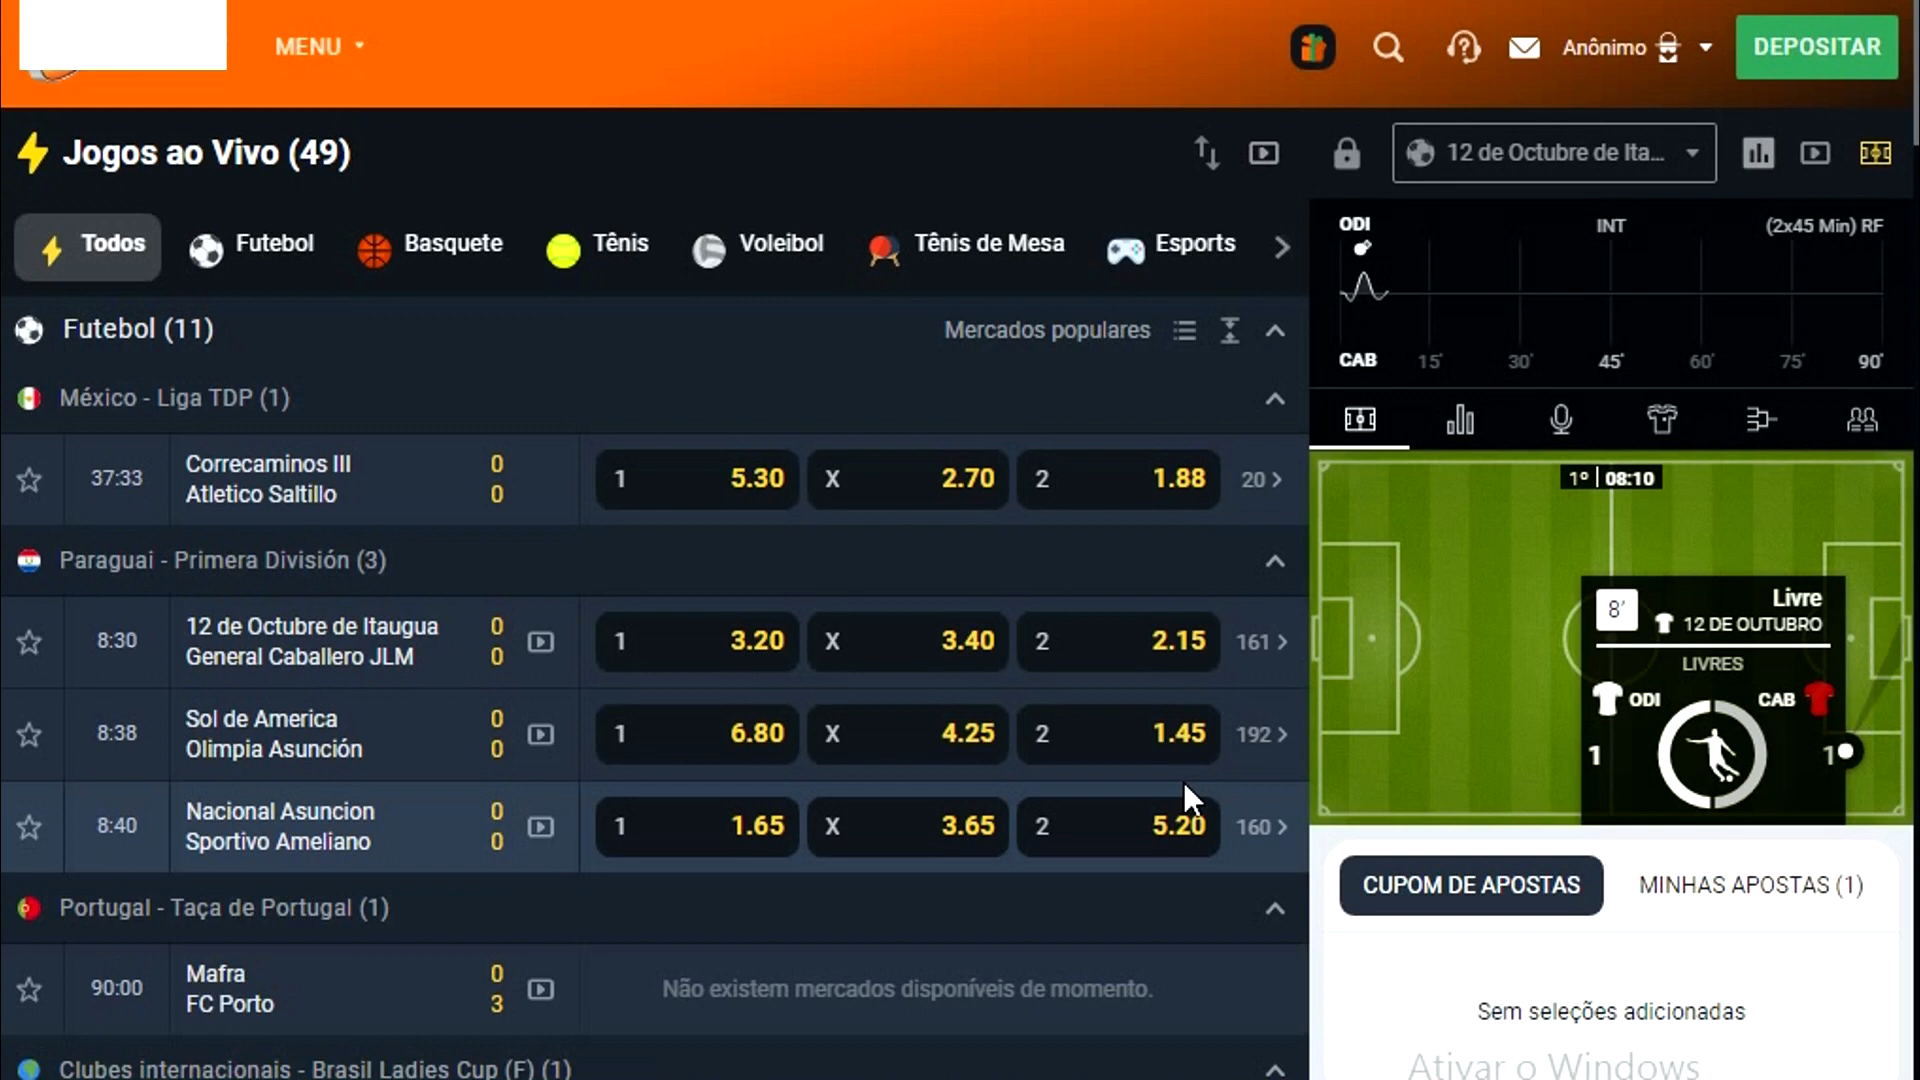 MENU
Anônimo
DEPOSITAR
Jogos ao Vivo (49)
12 de Octubre de Ita...
Todos
Futebol
Basquete
Tênis
Voleibol
Tênis de Mesa
Esports
Futebol (11)
Mercados populares
México - Liga TDP (1)
37:33
Correcaminos III 0
Atletico Saltillo 0
1 5.30
X 2.70
2 1.88
20 >
Paraguai - Primera División (3)
8:30
12 de Octubre de Itaugua 0
General Caballero JLM 0
1 3.20
X 3.40
2 2.15
161 >
8:38
Sol de America 0
Olimpia Asunción 0
1 6.80
X 4.25
2 1.45
192 >
8:40
Nacional Asuncion 0
Sportivo Ameliano 0
1 1.65
X 3.65
2 5.20
160 >
Portugal - Taça de Portugal (1)
90:00
Mafra 0
FC Porto 3
Não existem mercados disponíveis de momento.
Clubes internacionais - Brasil Ladies Cup (F) (1)
ODI
INT
(2x45 Min) RF
CAB
15'
30'
45'
60'
75'
90'
1º | 08:10
8'
Livre
12 DE OUTUBRO
LIVRES
ODI
CAB
1
1
CUPOM DE APOSTAS
MINHAS APOSTAS (1)
Sem seleções adicionadas
Ativar o Windows